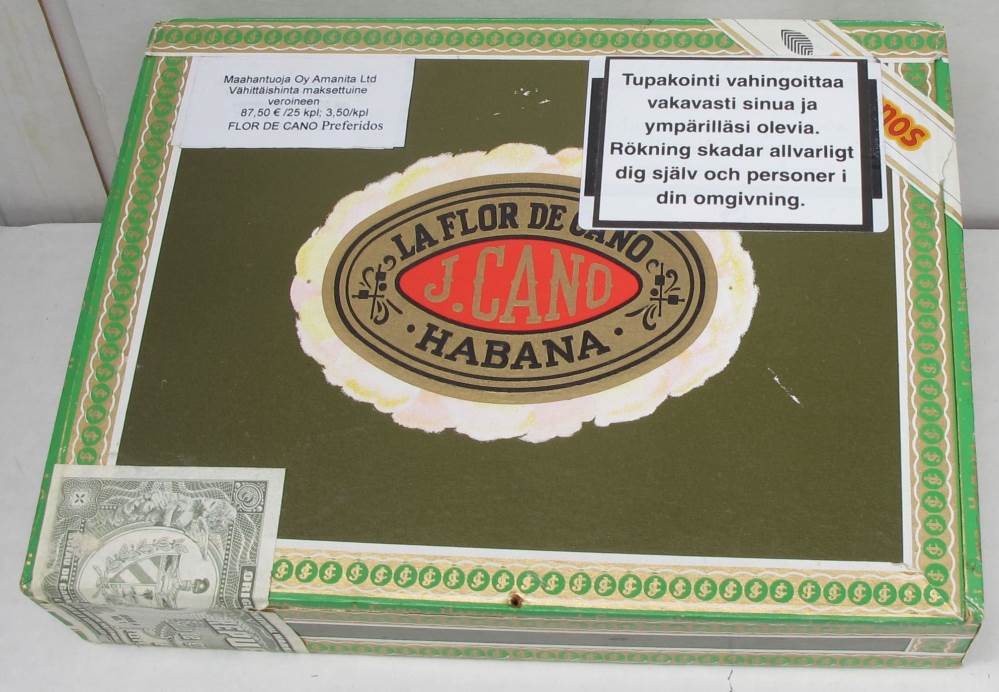 Maahantuoja Oy Amanita Ltd
Vähittäishinta maksettuine
veroineen
87,50 € /25 kpl; 3,50/kpl
FLOR DE CANO Preferidos
Tupakointi vahingoittaa
vakavasti sinua ja
ympärilläsi olevia.
Rökning skadar allvarligt
dig själv och personer i
din omgivning.
nos
LA FLOR DE CANO
J. CANO
· HABANA ·